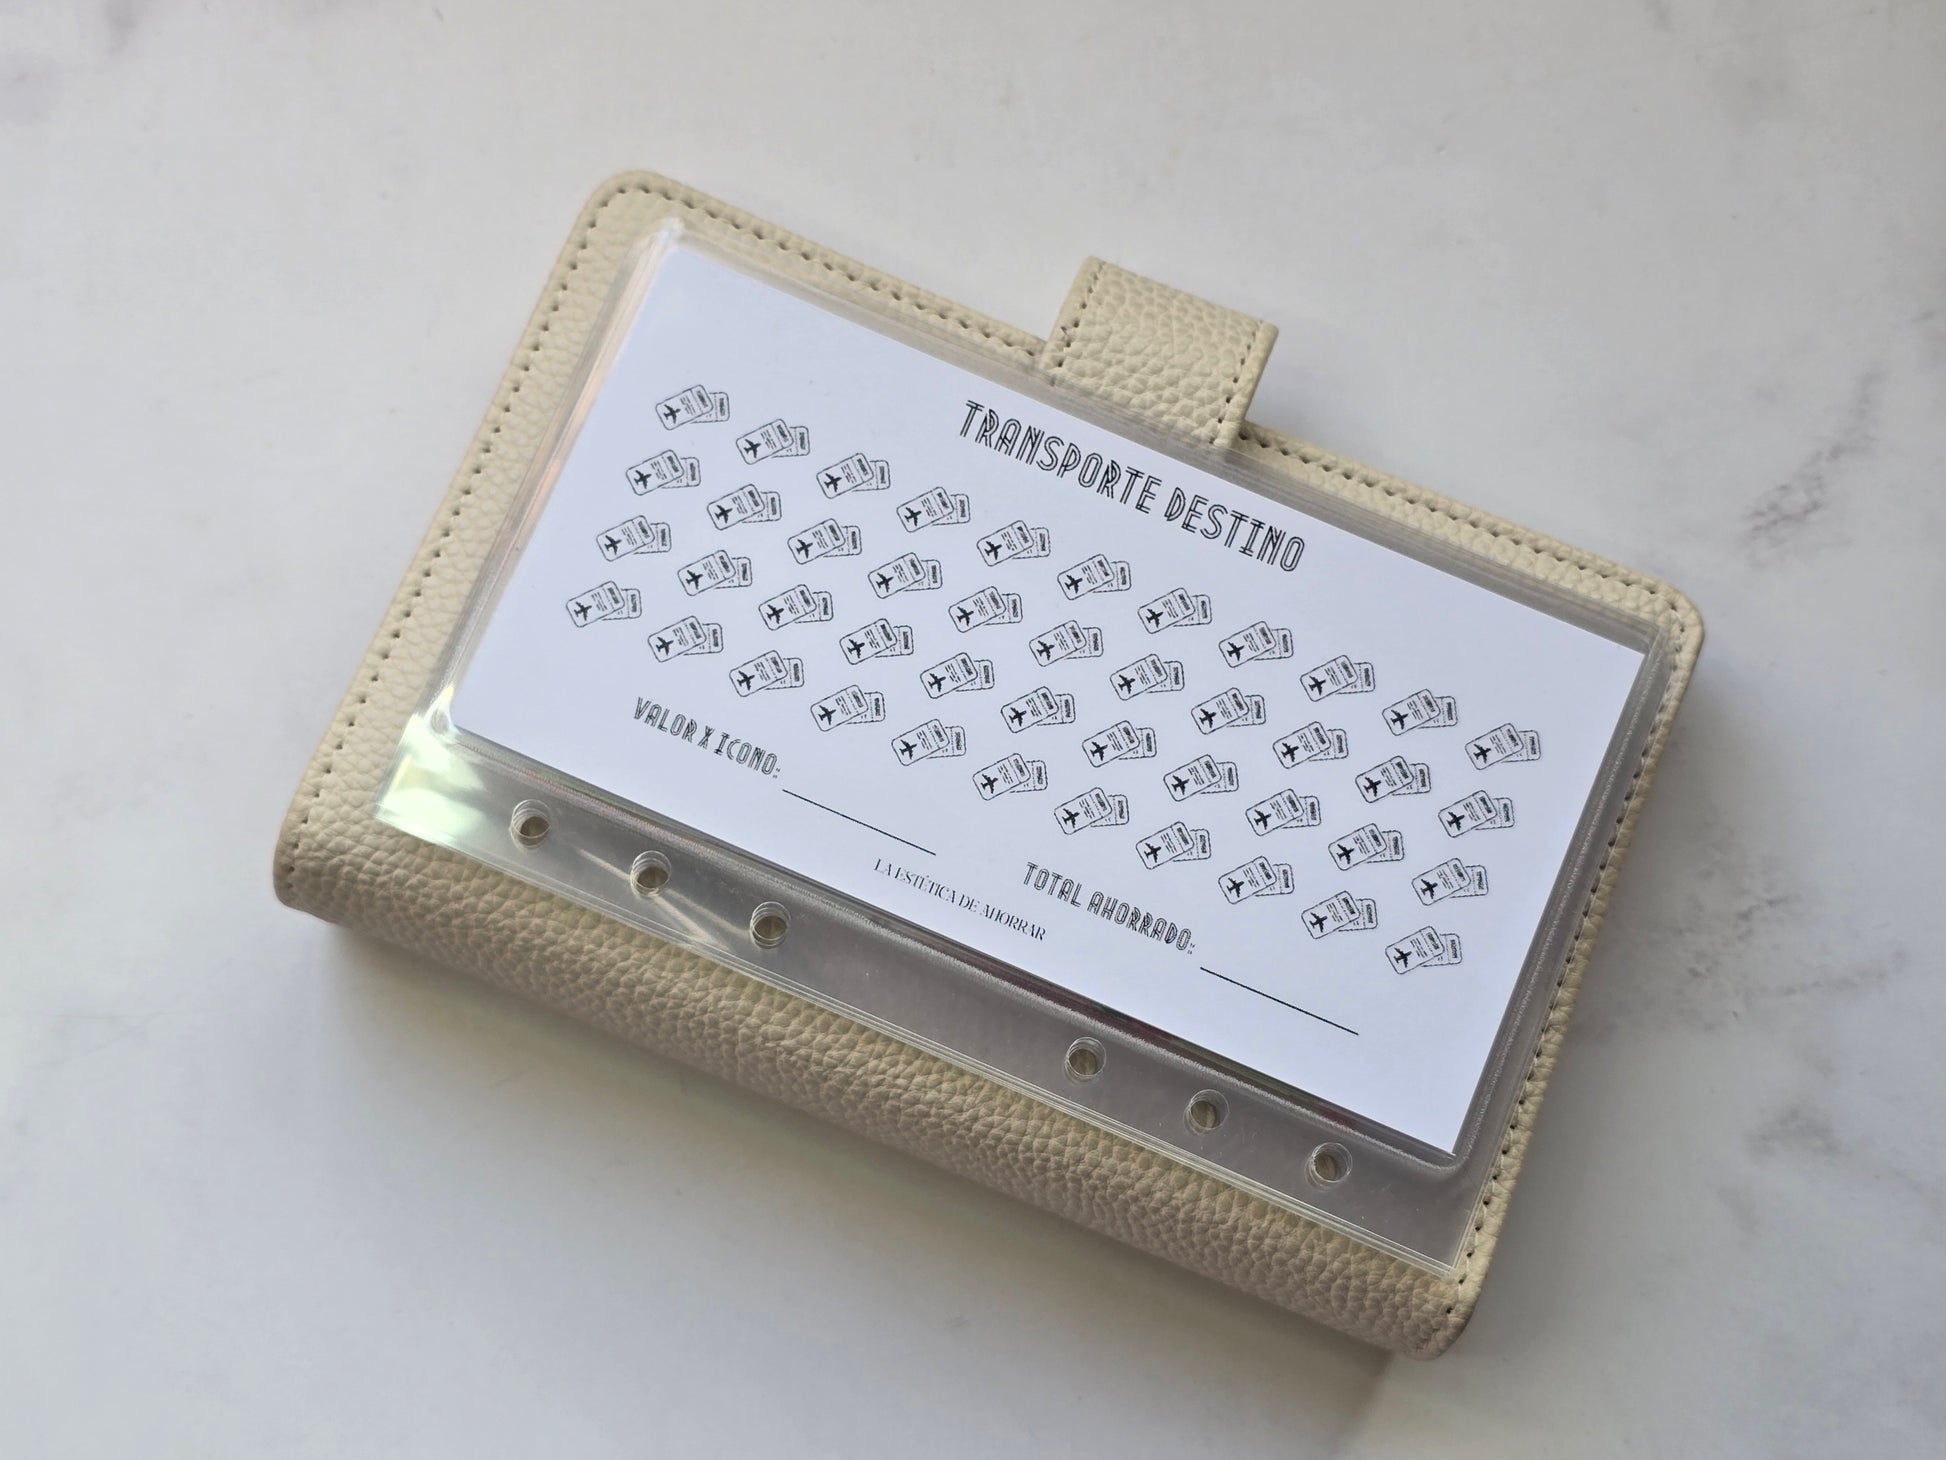 TRANSPORTE DESTINO
VALOR X ICONO:
TOTAL AHORRADO:
LA ESTÉTICA DE AHORRAR